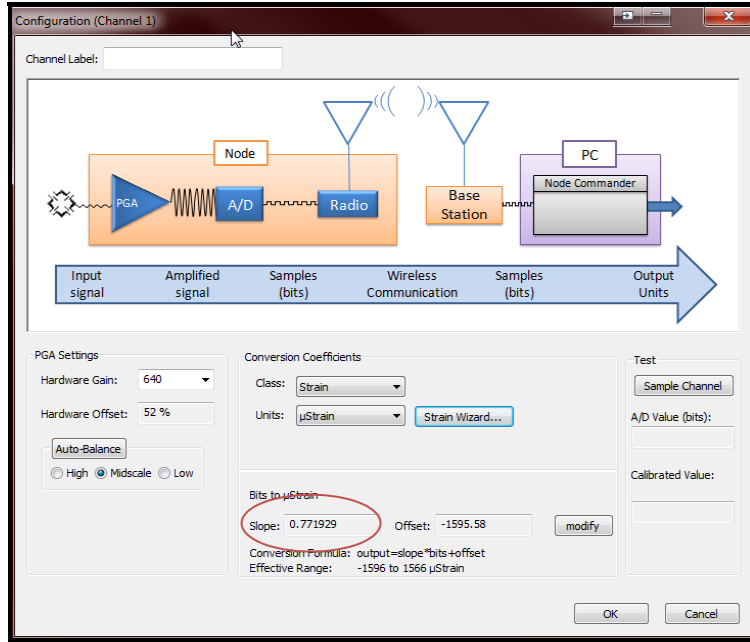 Configuration (Channel 1)
Channel Label:
Node
PGA
A/D
Radio
Base
Station
PC
Node Commander
Input
signal
Amplified
signal
Samples
(bits)
Wireless
Communication
Samples
(bits)
Output
Units
PGA Settings
Hardware Gain: 640
Hardware Offset: 52 %
Auto-Balance
High Midscale Low
Conversion Coefficients
Class: Strain
Units: µStrain Strain Wizard...
Bits to µStrain
Slope: 0.771929 Offset: -1595.58 modify
Conversion Formula: output=slope*bits+offset
Effective Range: -1596 to 1566 µStrain
Test
Sample Channel
A/D Value (bits):
Calibrated Value:
OK Cancel